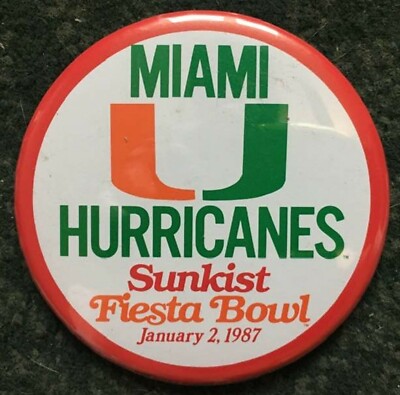 MIAMI
U
HURRICANES
Sunkist
Fiesta Bowl
January 2, 1987